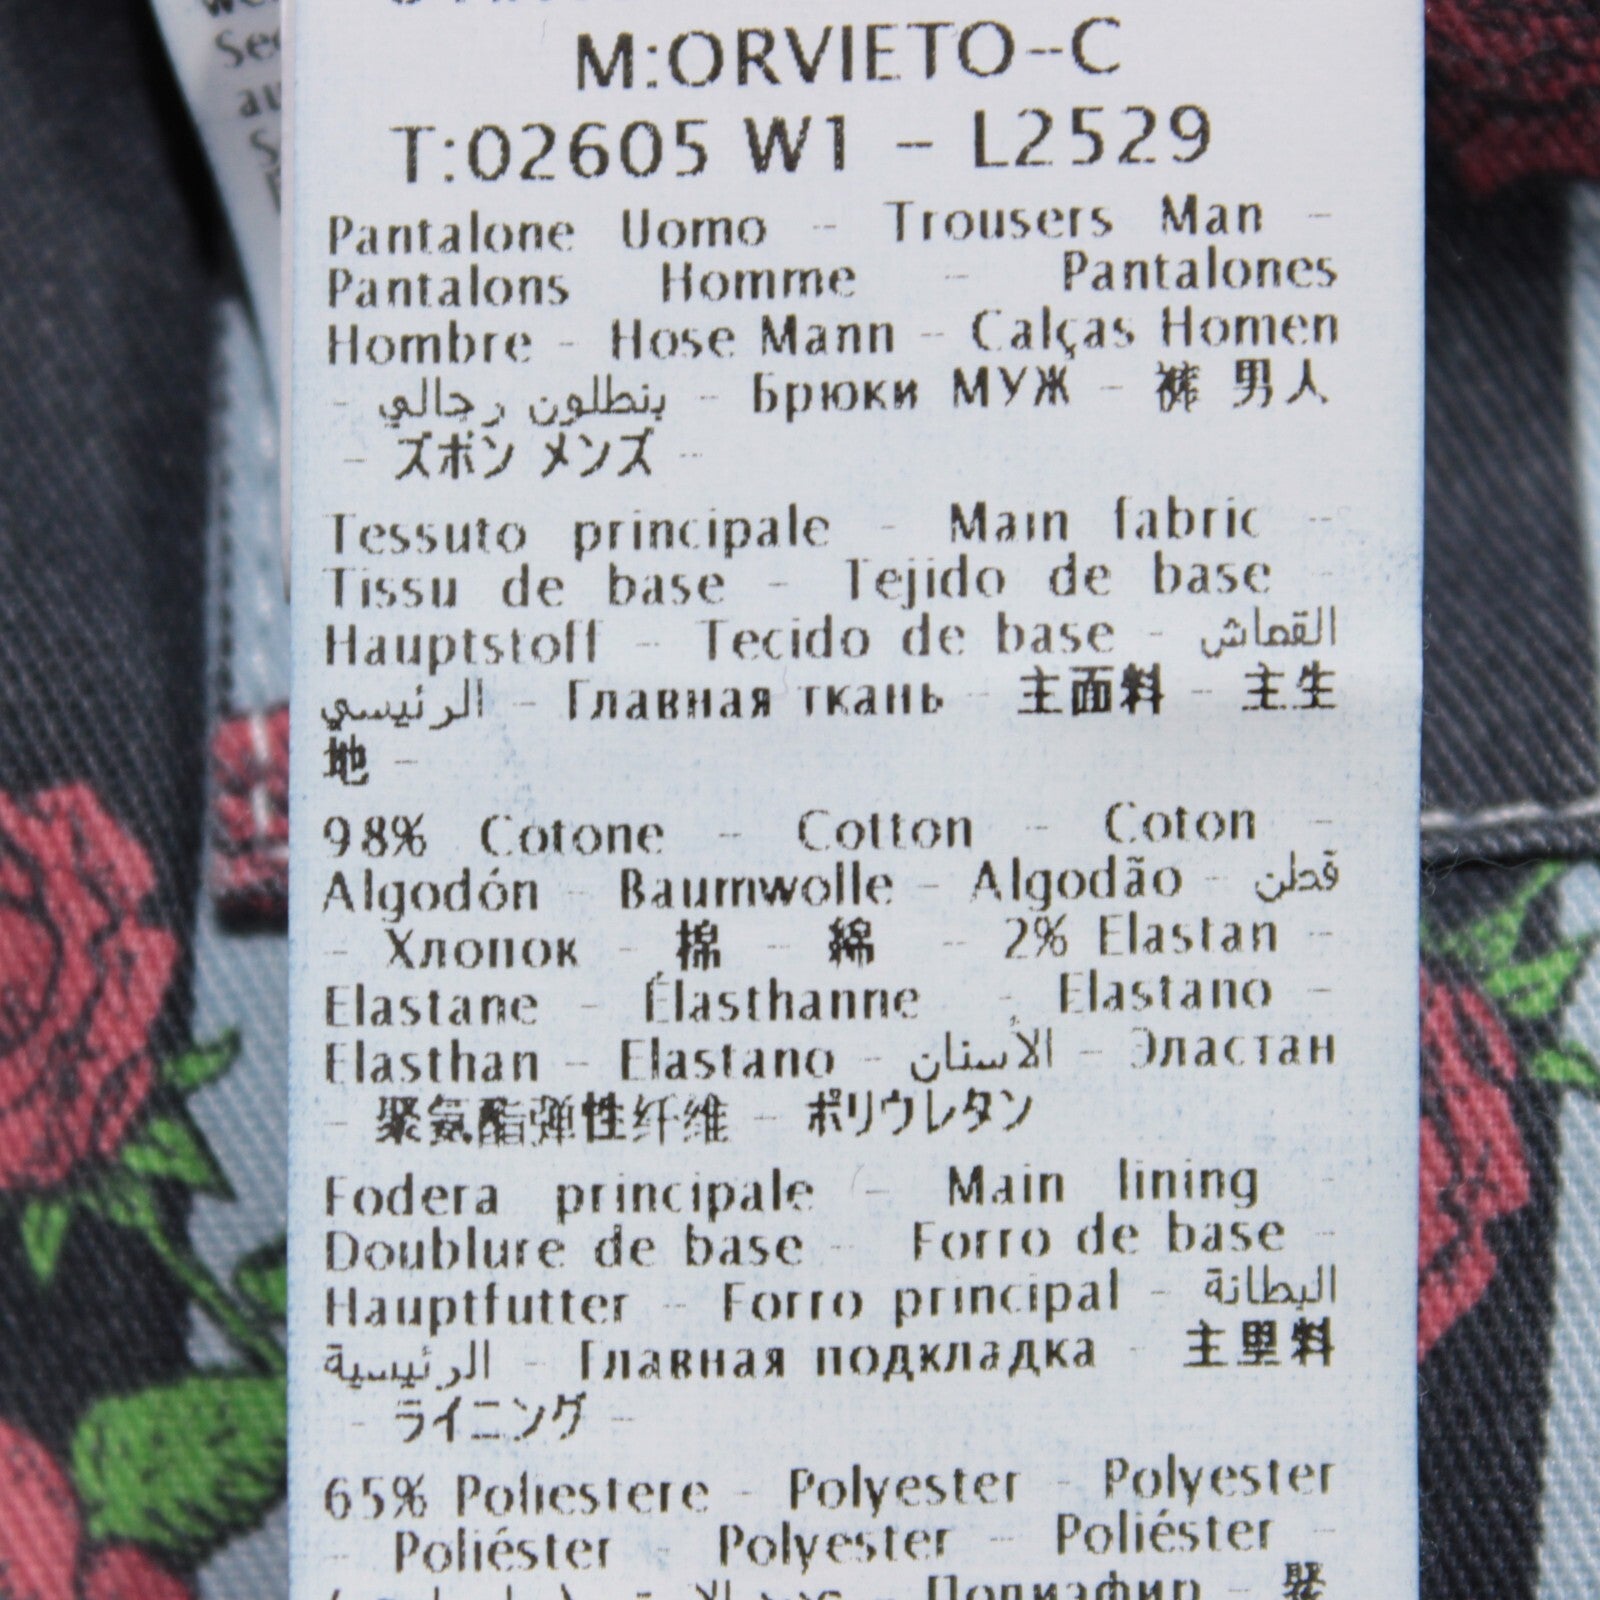 Sec
au
M:ORVIETO--C
T:02605 W1 - L2529
Pantalone Uomo - Trousers Man -
Pantalons Homme - Pantalones
Hombre - Hose Mann - Calças Homen
- بنطلون رجالي - Брюки МУЖ - 裤 男人
- ズボン メンズ -
Tessuto principale - Main fabric -
Tissu de base - Tejido de base -
Hauptstoff - Tecido de base - القماش
الرئيسي - Главная ткань - 主面料 - 主生
地 -
98% Cotone - Cotton - Coton -
Algodón - Baumwolle - Algodão - قطن
- Хлопок - 棉 - 綿 - 2% Elastan -
Elastane - Élasthanne - Elastano -
Elasthan - Elastano - الأستان - Эластан
- 聚氨酯弹性纤维 - ポリウレタン
Fodera principale - Main lining -
Doublure de base - Forro de base -
Hauptfutter - Forro principal - البطانة
الرئيسية - Главная подкладка - 主里料
- ライニング -
65% Poliestere - Polyester - Polyester
- Poliéster - Polyester - Poliéster -